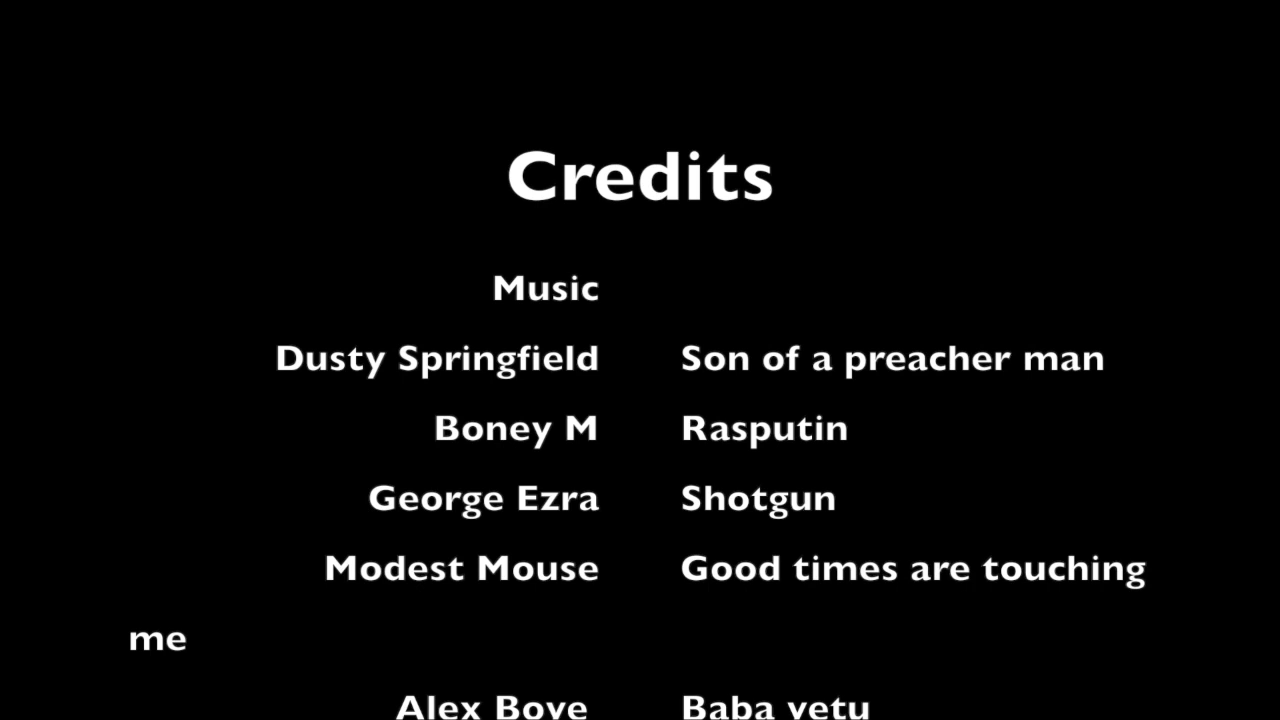 Credits
Music
Dusty Springfield Son of a preacher man
Boney M Rasputin
George Ezra Shotgun
Modest Mouse Good times are touching
me
Alex Boye Baba yetu